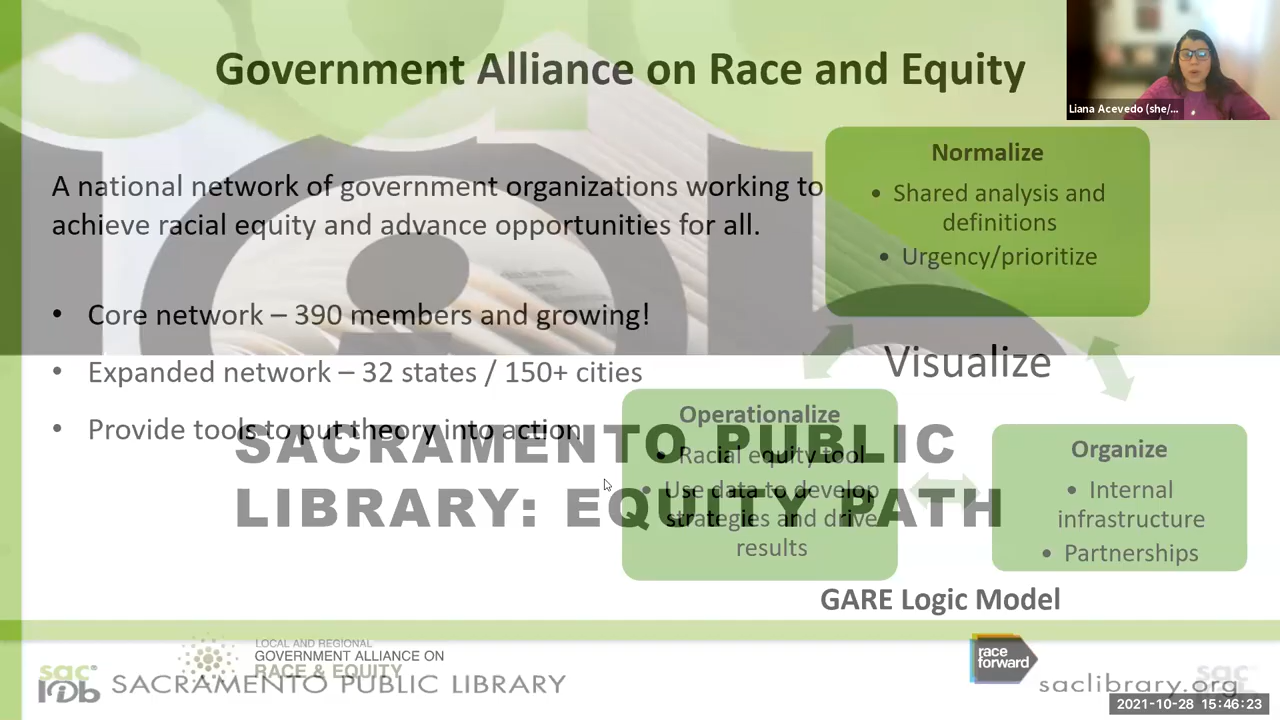 Government Alliance on Race and Equity
Liana Acevedo (she/...
A national network of government organizations working to
achieve racial equity and advance opportunities for all.
• Core network – 390 members and growing!
• Expanded network – 32 states / 150+ cities
• Provide tools to put theory into action
Normalize
• Shared analysis and
definitions
• Urgency/prioritize
Visualize
Operationalize
• Racial equity tool
• Use data to develop
strategies and drive
results
Organize
• Internal
infrastructure
• Partnerships
GARE Logic Model
SACRAMENTO PUBLIC
LIBRARY: EQUITY PATH
LOCAL AND REGIONAL
GOVERNMENT ALLIANCE ON
RACE & EQUITY
race
forward
sac
lib
SACRAMENTO PUBLIC LIBRARY
saclibrary.org
sac
lib
2021-10-28 15:46:23